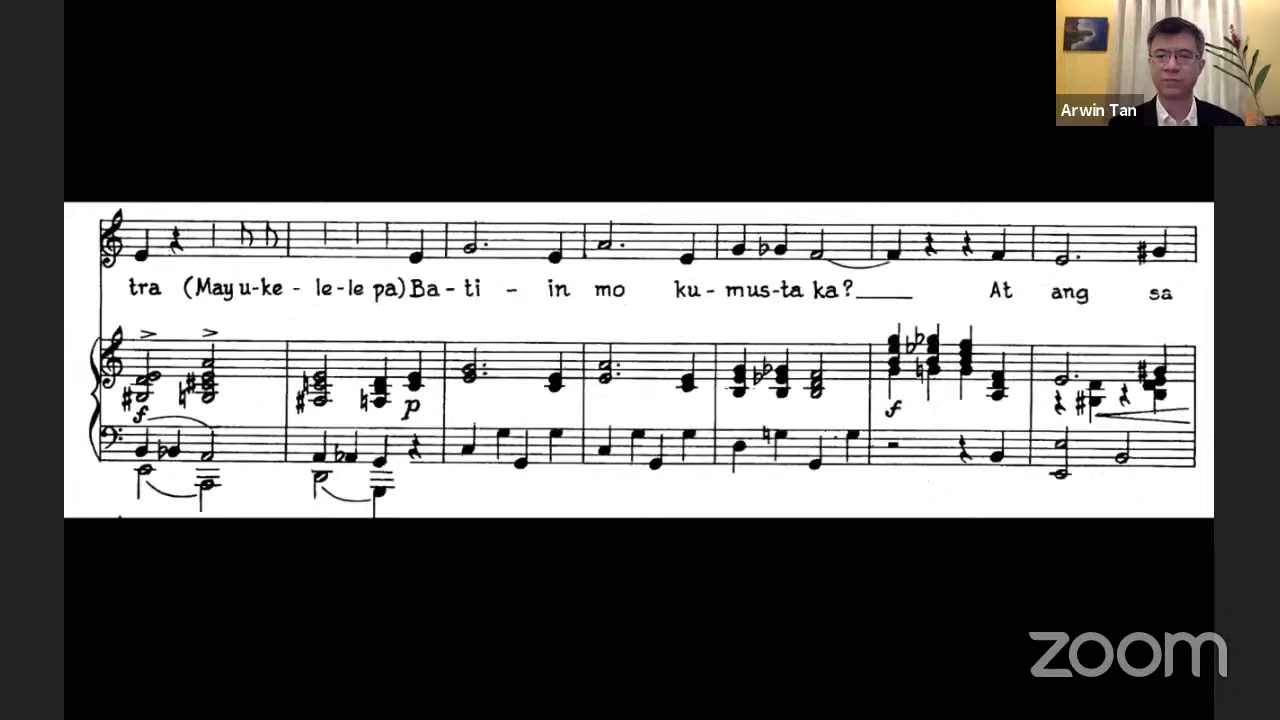 Arwin Tan
tra (May u-ke-le-le pa) Ba-ti-in mo ku-mus-ta ka?____ At ang sa
f p f
zoom